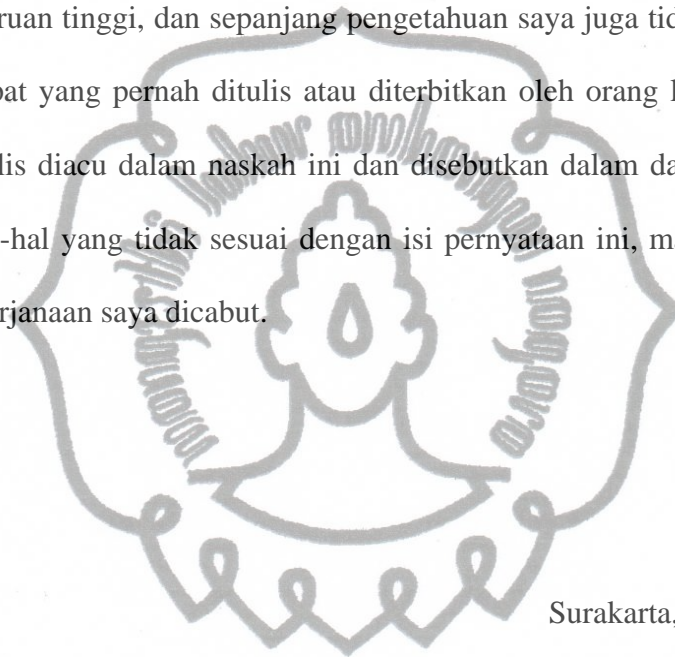 ruan tinggi, dan sepanjang pengetahuan saya juga tid
pat yang pernah ditulis atau diterbitkan oleh orang l
lis diacu dalam naskah ini dan disebutkan dalam da
-hal yang tidak sesuai dengan isi pernyataan ini, ma
rjanaan saya dicabut.
Surakarta,